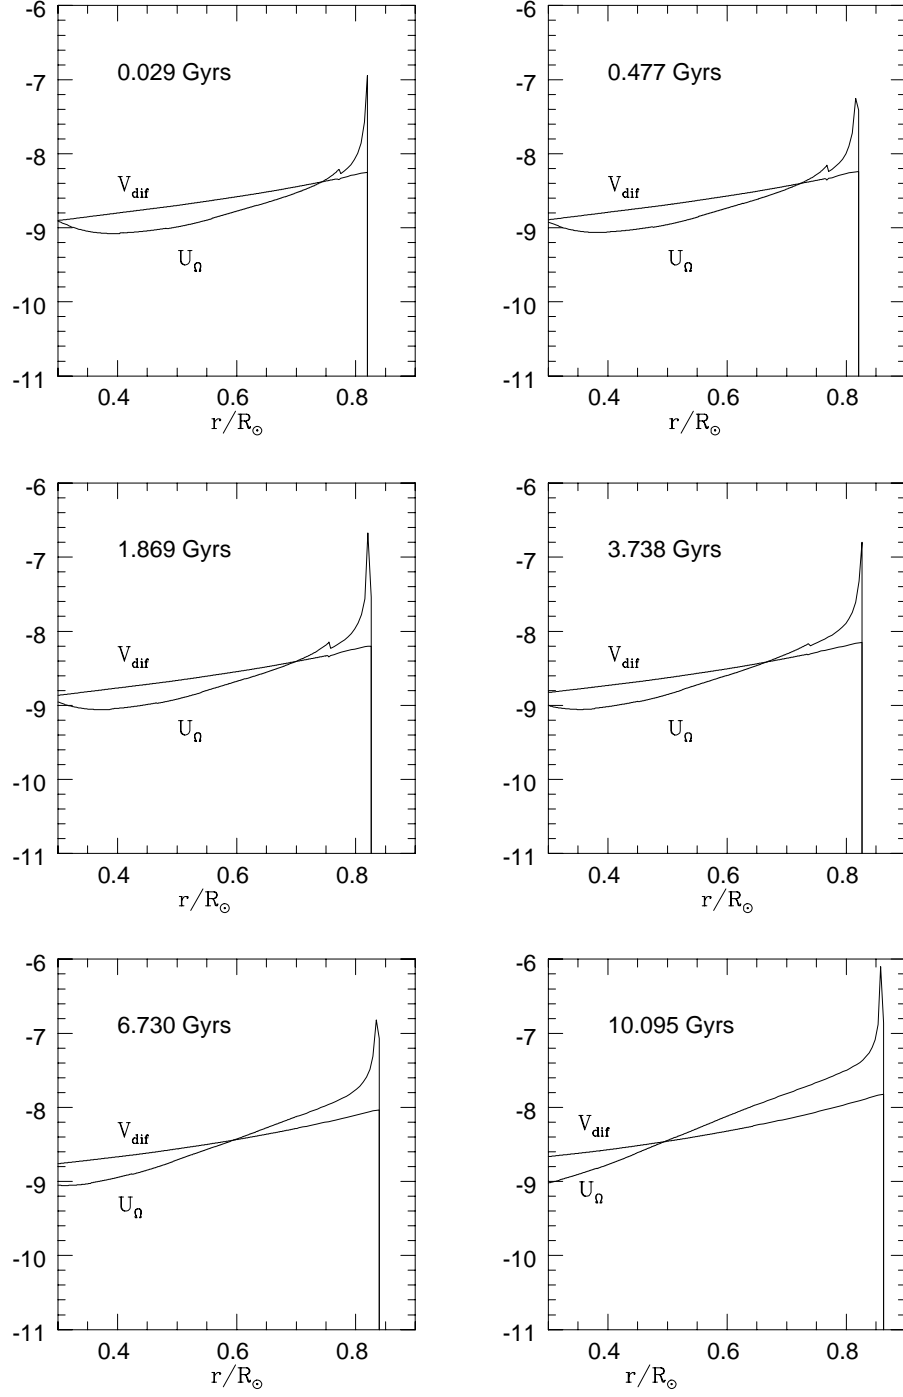 -6
-7
-8
-9
-10
-11
0.029 Gyrs
V_dif
U_Ω
0.4 0.6 0.8
r/R_⊙
-6
-7
-8
-9
-10
-11
0.477 Gyrs
V_dif
U_Ω
0.4 0.6 0.8
r/R_⊙
-6
-7
-8
-9
-10
-11
1.869 Gyrs
V_dif
U_Ω
0.4 0.6 0.8
r/R_⊙
-6
-7
-8
-9
-10
-11
3.738 Gyrs
V_dif
U_Ω
0.4 0.6 0.8
r/R_⊙
-6
-7
-8
-9
-10
-11
6.730 Gyrs
V_dif
U_Ω
0.4 0.6 0.8
r/R_⊙
-6
-7
-8
-9
-10
-11
10.095 Gyrs
V_dif
U_Ω
0.4 0.6 0.8
r/R_⊙